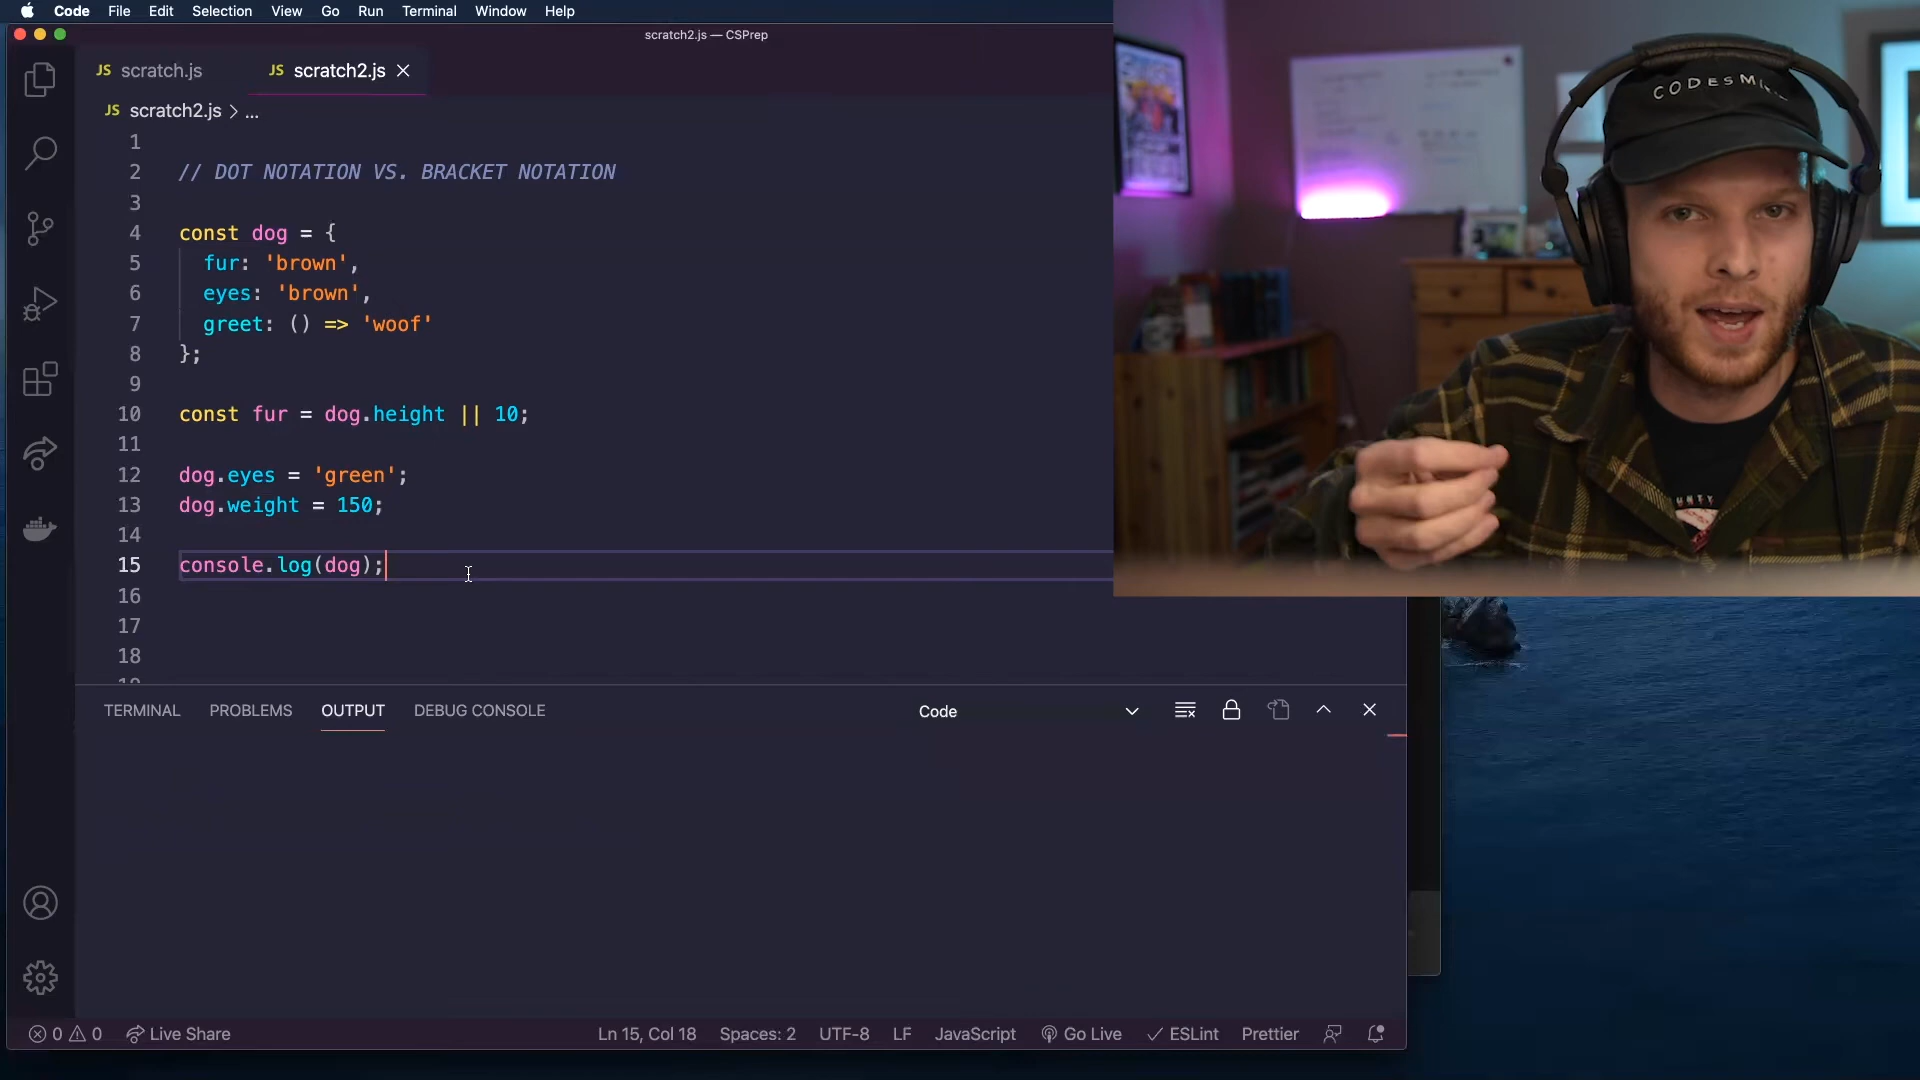 Code File Edit Selection View Go Run Terminal Window Help
scratch2.js — CSPrep
JS scratch.js JS scratch2.js
JS scratch2.js > ...
1
2 // DOT NOTATION VS. BRACKET NOTATION
3
4 const dog = {
5 fur: 'brown',
6 eyes: 'brown',
7 greet: () => 'woof'
8 };
9
10 const fur = dog.height || 10;
11
12 dog.eyes = 'green';
13 dog.weight = 150;
14
15 console.log(dog);
16
17
18
TERMINAL PROBLEMS OUTPUT DEBUG CONSOLE Code
0 0 Live Share Ln 15, Col 18 Spaces: 2 UTF-8 LF JavaScript Go Live ESLint Prettier